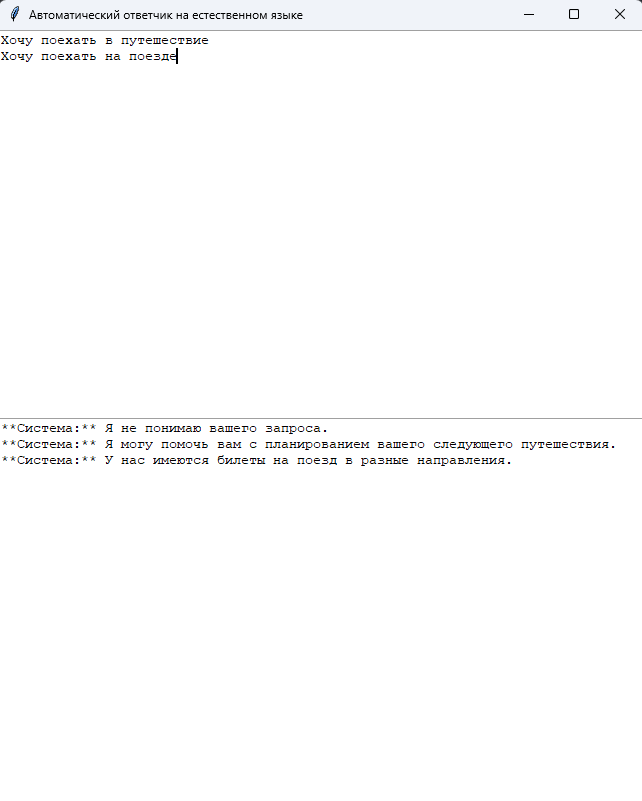 Автоматический ответчик на естественном языке
Хочу поехать в путешествие
Хочу поехать на поезде
**Система:** Я не понимаю вашего запроса.
**Система:** Я могу помочь вам с планированием вашего следующего путешествия.
**Система:** У нас имеются билеты на поезд в разные направления.